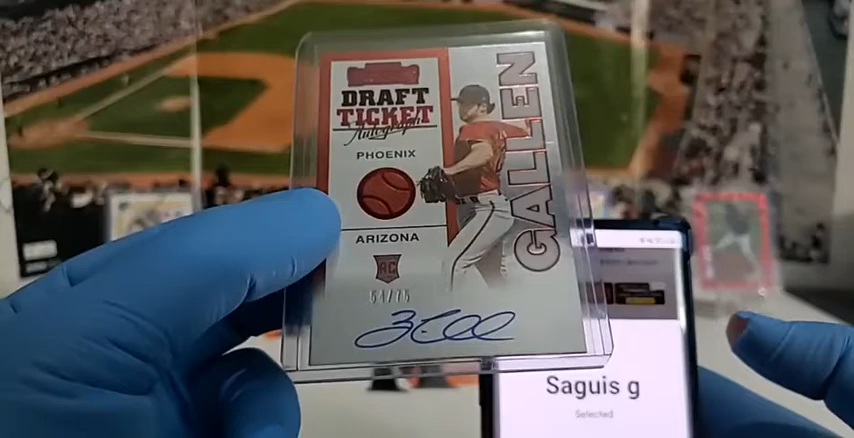 DRAFT
TICKET
Autograph
PHOENIX
ARIZONA
RC
54/75
GALLEN
Saguis g
Selected